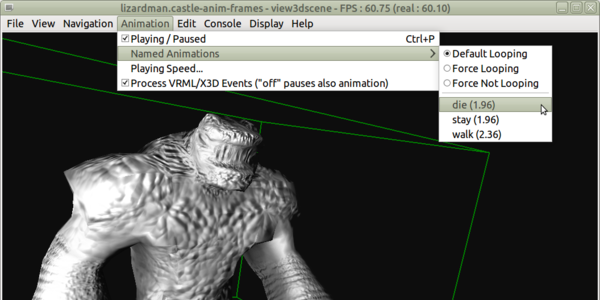 lizardman.castle-anim-frames - view3dscene - FPS : 60.75 (real : 60.10)
File View Navigation Animation Edit Console Display Help
Playing / Paused Ctrl+P
Named Animations
Playing Speed...
Process VRML/X3D Events ("off" pauses also animation)
Default Looping
Force Looping
Force Not Looping
die (1.96)
stay (1.96)
walk (2.36)